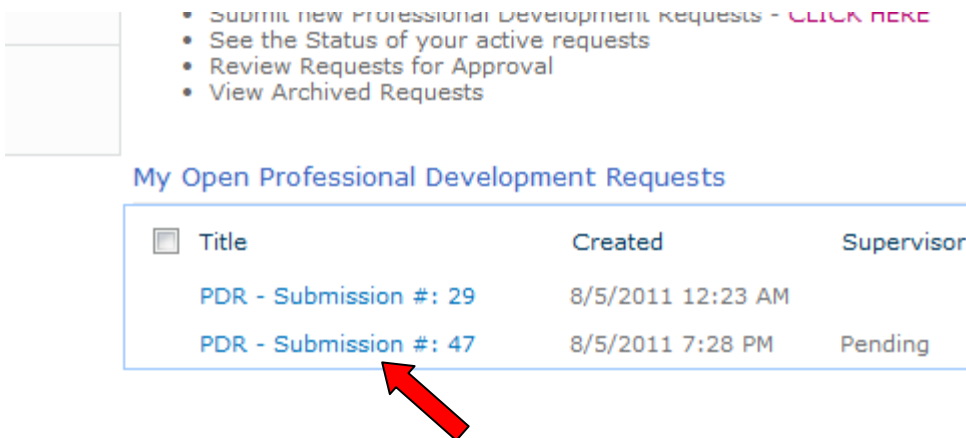 • Submit new Professional Development Requests - CLICK HERE
• See the Status of your active requests
• Review Requests for Approval
• View Archived Requests
My Open Professional Development Requests
Title Created Supervisor
PDR - Submission #: 29 8/5/2011 12:23 AM
PDR - Submission #: 47 8/5/2011 7:28 PM Pending